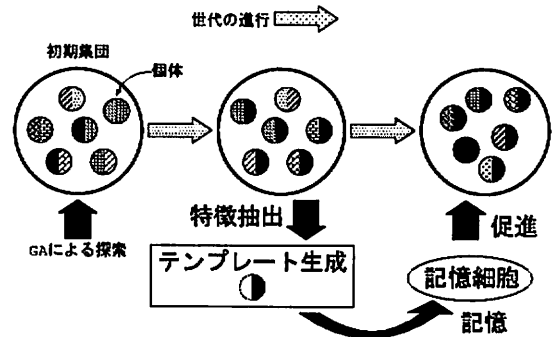 世代の進行
初期集団
個体
特徴抽出
促進
GAによる探索
テンプレート生成
記憶細胞
記憶